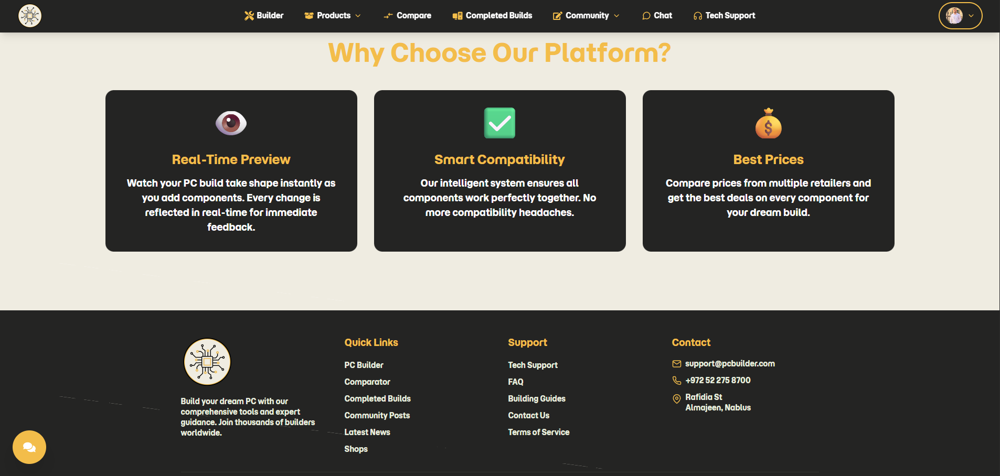 Builder Products Compare Completed Builds Community Chat Tech Support
Why Choose Our Platform?
Real-Time Preview
Watch your PC build take shape instantly as
you add components. Every change is
reflected in real-time for immediate
feedback.
Smart Compatibility
Our intelligent system ensures all
components work perfectly together. No
more compatibility headaches.
Best Prices
Compare prices from multiple retailers and
get the best deals on every component for
your dream build.
Build your dream PC with our
comprehensive tools and expert
guidance. Join thousands of builders
worldwide.
Quick Links
PC Builder
Comparator
Completed Builds
Community Posts
Latest News
Shops
Support
Tech Support
FAQ
Building Guides
Contact Us
Terms of Service
Contact
support@pcbuilder.com
+972 52 275 8700
Rafidia St
Almajeen, Nablus